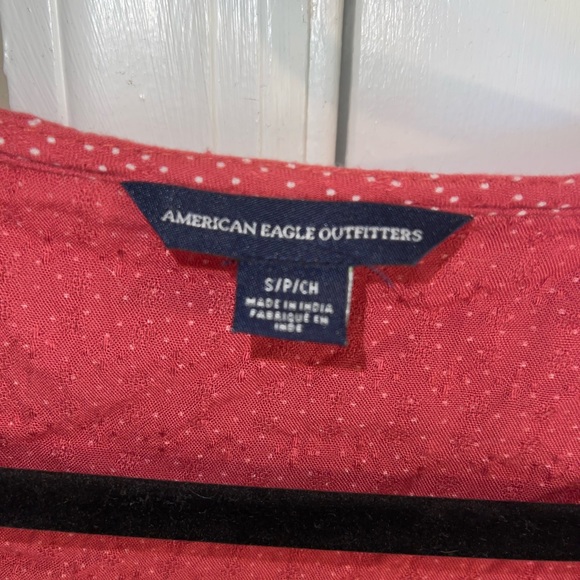 AMERICAN EAGLE OUTFITTERS
S/P/CH
MADE IN INDIA
FABRIQUÉ EN
INDE